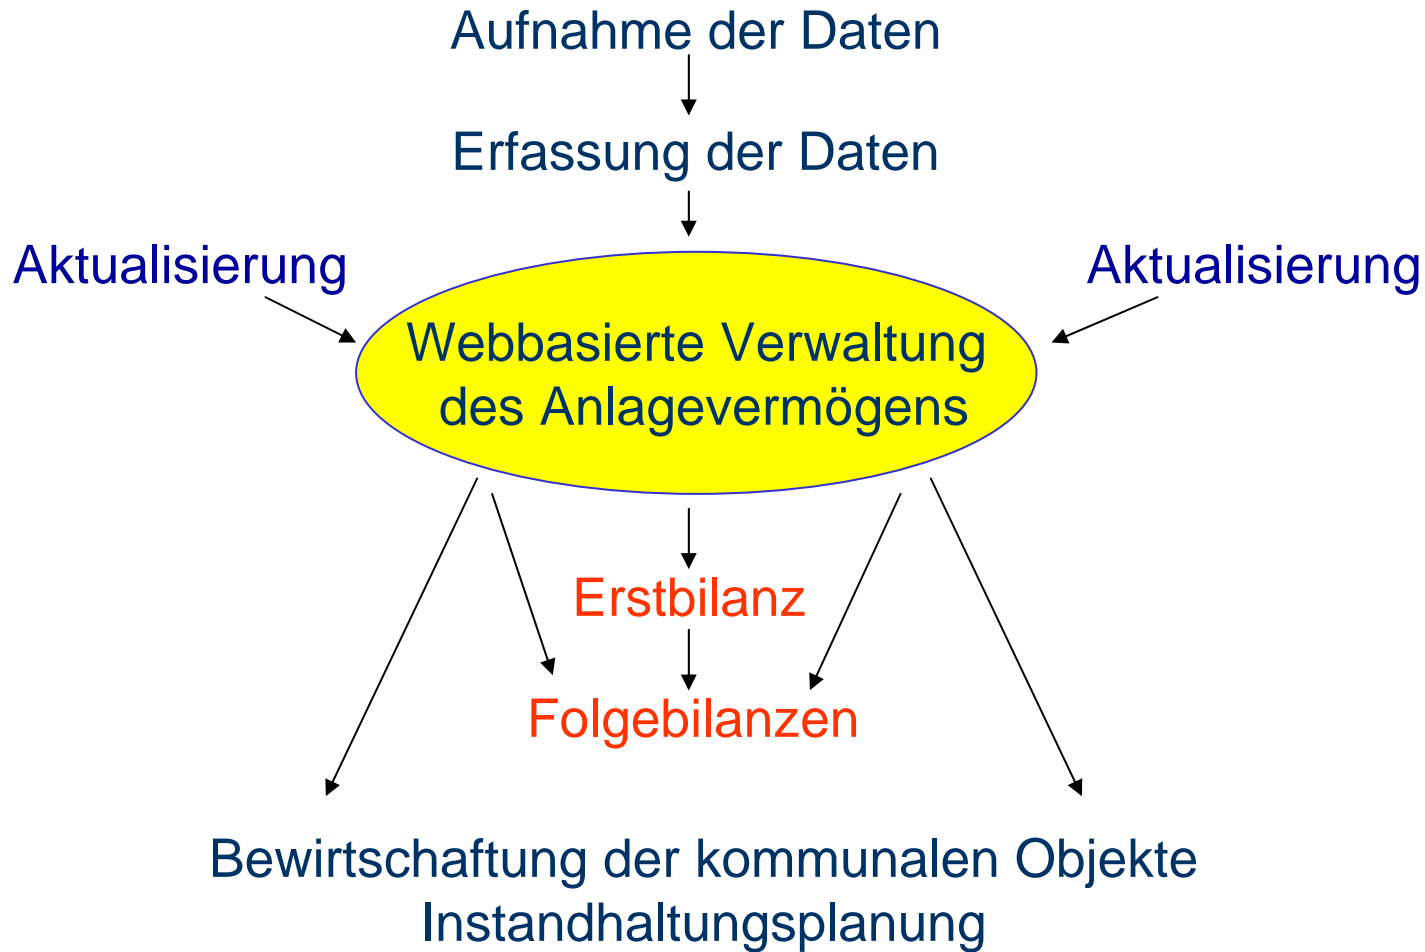 Aufnahme der Daten
Erfassung der Daten
Aktualisierung
Aktualisierung
Webbasierte Verwaltung
des Anlagevermögens
Erstbilanz
Folgebilanzen
Bewirtschaftung der kommunalen Objekte
Instandhaltungsplanung